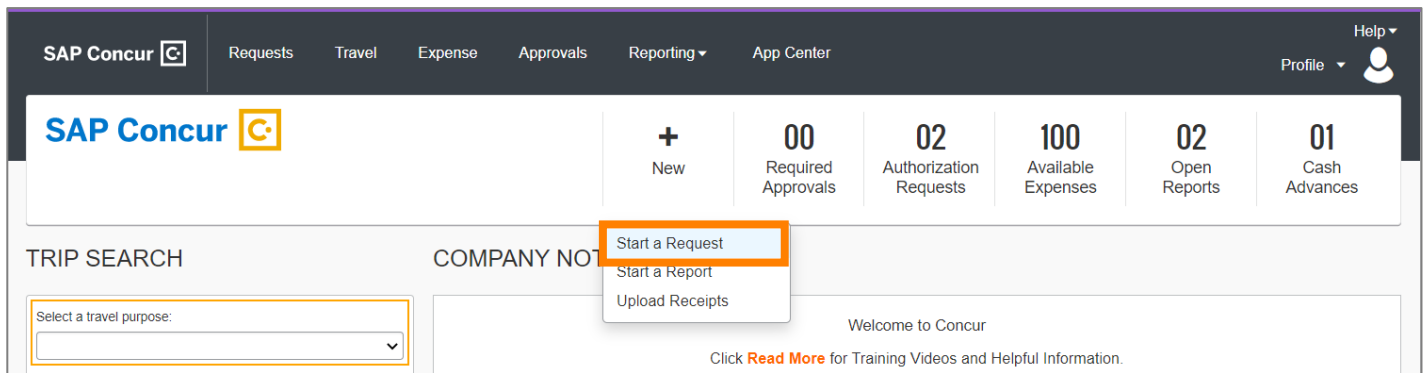 Help
SAP Concur C Requests Travel Expense Approvals Reporting App Center
Profile
SAP Concur C
+ 00 02 100 02 01
New Required Authorization Available Open Cash
Approvals Requests Expenses Reports Advances
Start a Request
TRIP SEARCH COMPANY NOT
Start a Report
Upload Receipts
Select a travel purpose:
Welcome to Concur
Click Read More for Training Videos and Helpful Information.